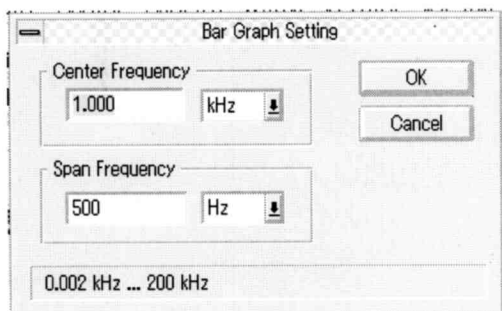 Bar Graph Setting
Center Frequency
1.000 kHz
OK
Cancel
Span Frequency
500 Hz
0.002 kHz ... 200 kHz